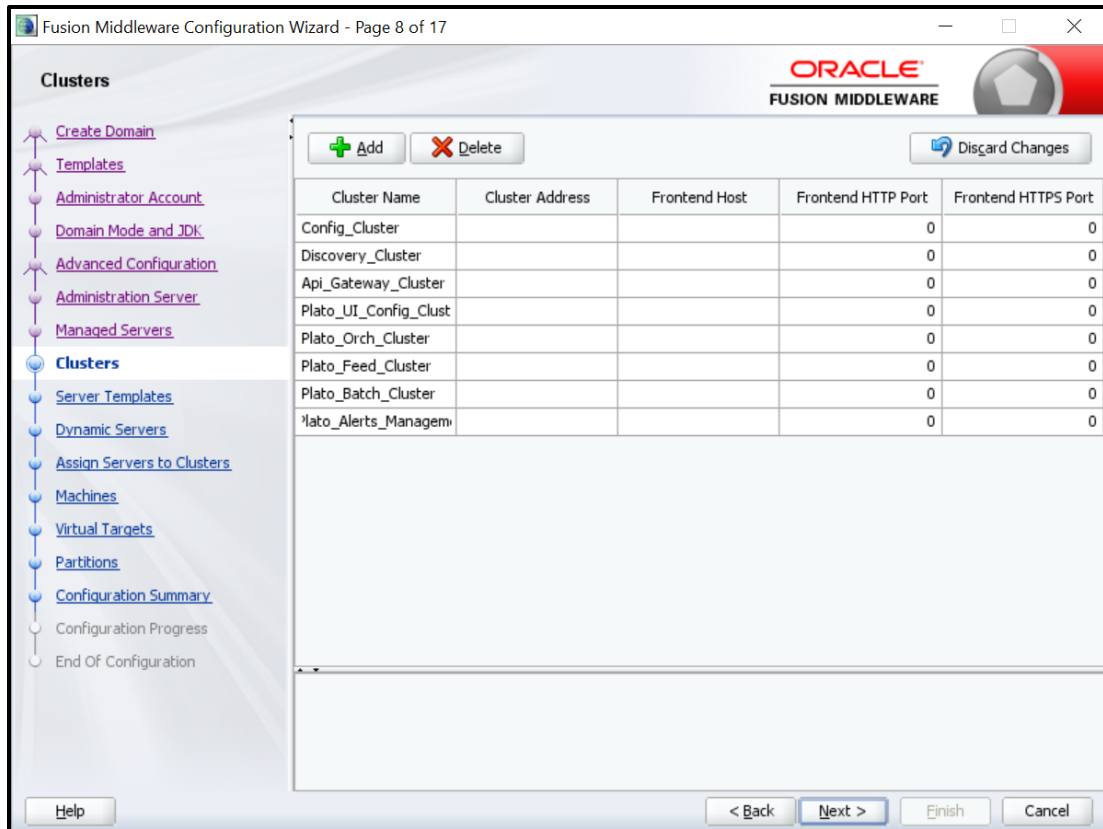 Fusion Middleware Configuration Wizard - Page 8 of 17
Clusters
ORACLE
FUSION MIDDLEWARE
Create Domain
Templates
Administrator Account
Domain Mode and JDK
Advanced Configuration
Administration Server
Managed Servers
Clusters
Server Templates
Dynamic Servers
Assign Servers to Clusters
Machines
Virtual Targets
Partitions
Configuration Summary
Configuration Progress
End Of Configuration
Add Delete Discard Changes
Cluster Name Cluster Address Frontend Host Frontend HTTP Port Frontend HTTPS Port
Config_Cluster 0 0
Discovery_Cluster 0 0
Api_Gateway_Cluster 0 0
Plato_UI_Config_Clust 0 0
Plato_Orch_Cluster 0 0
Plato_Feed_Cluster 0 0
Plato_Batch_Cluster 0 0
Plato_Alerts_Managem 0 0
Help < Back Next > Finish Cancel